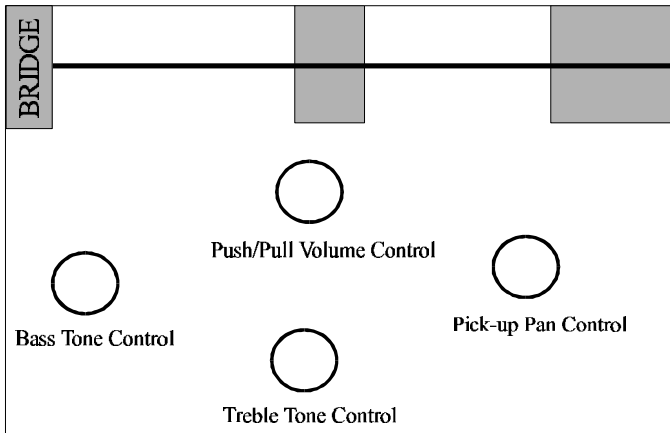 BRIDGE
Push/Pull Volume Control
Bass Tone Control
Pick-up Pan Control
Treble Tone Control